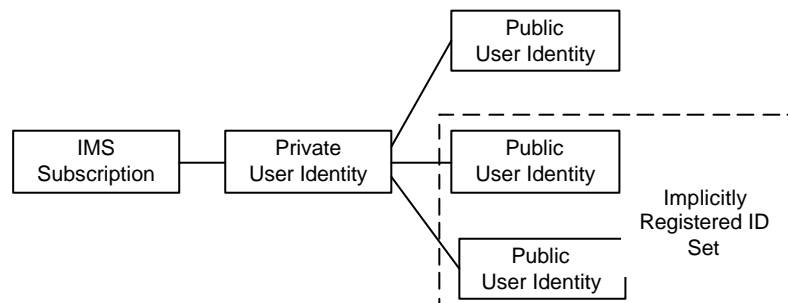 Public
User Identity
IMS
Subscription
Private
User Identity
Public
User Identity
Implicitly
Registered ID
Set
Public
User Identity